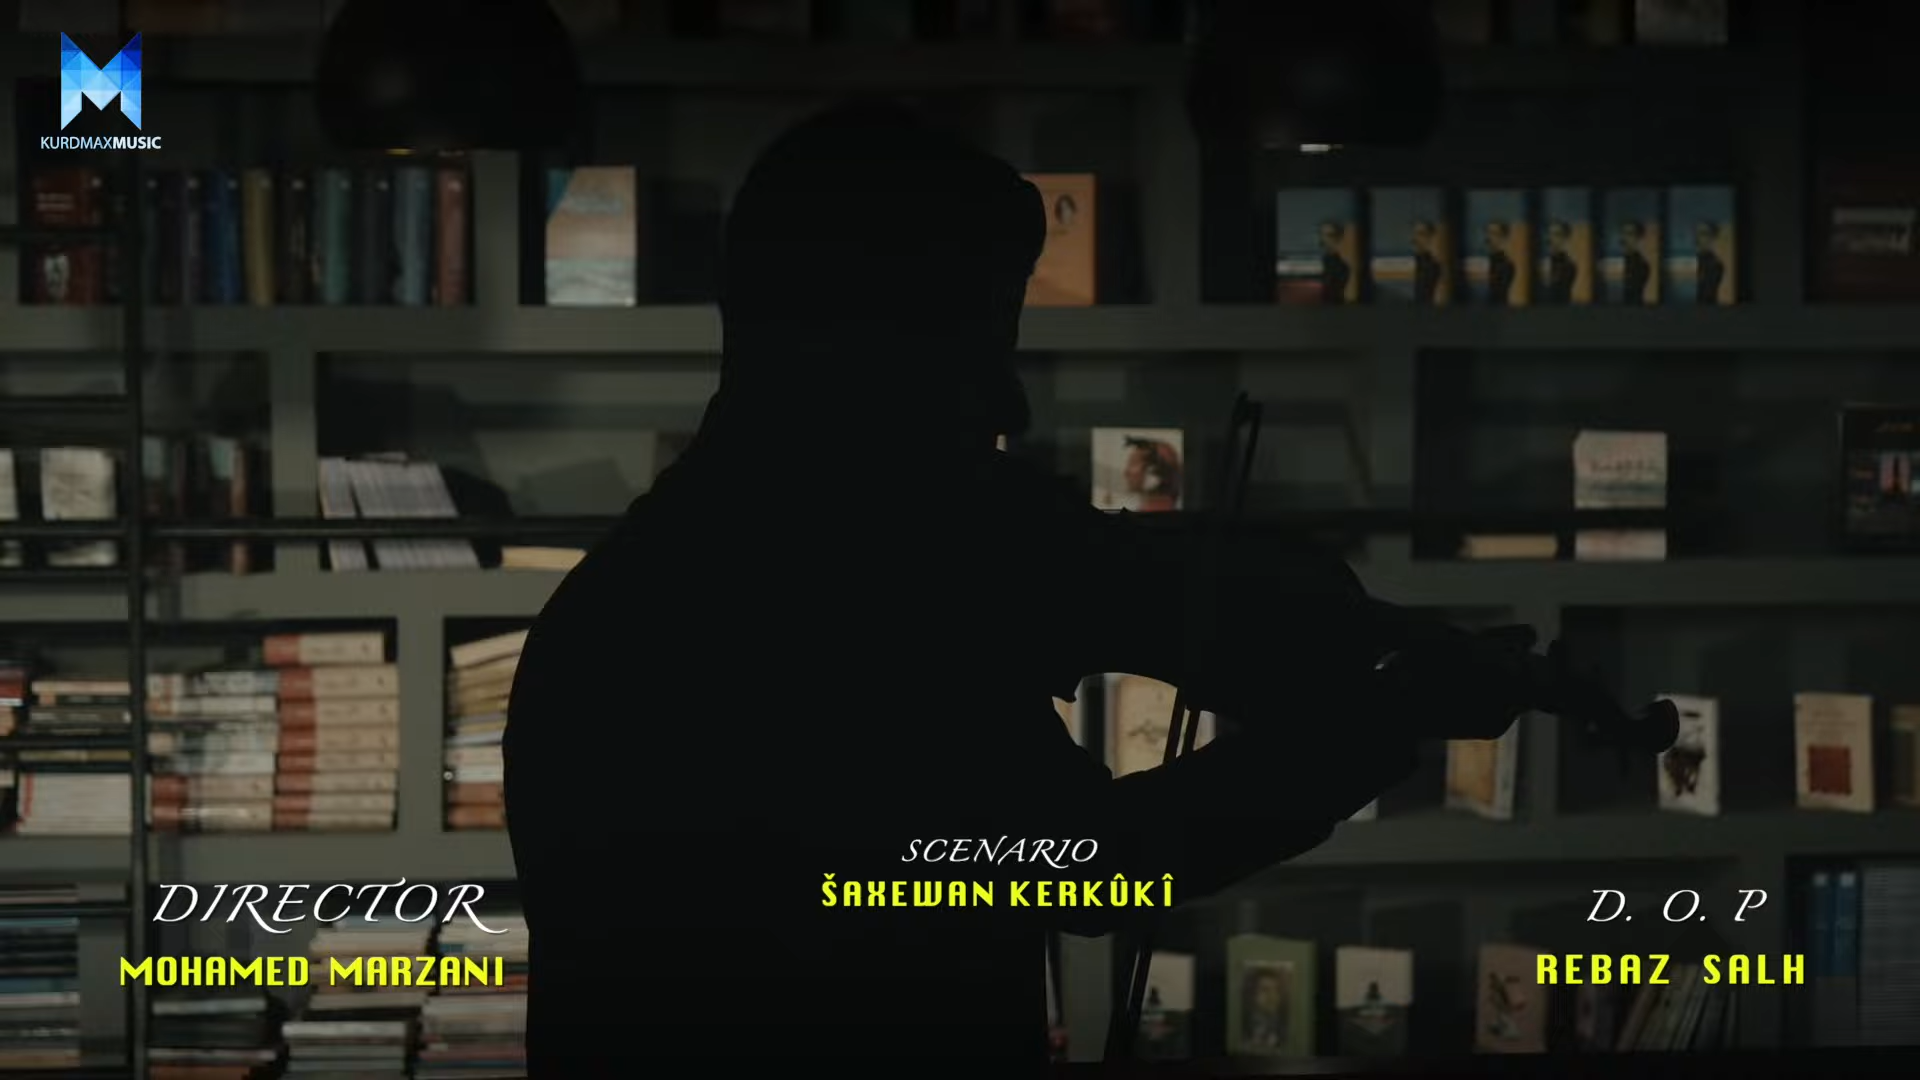 KURDMAXMUSIC
SCENARIO
ŠAXEWAN KERKÛKÎ
DIRECTOR
MOHAMED MARZANI
D. O. P
REBAZ SALH